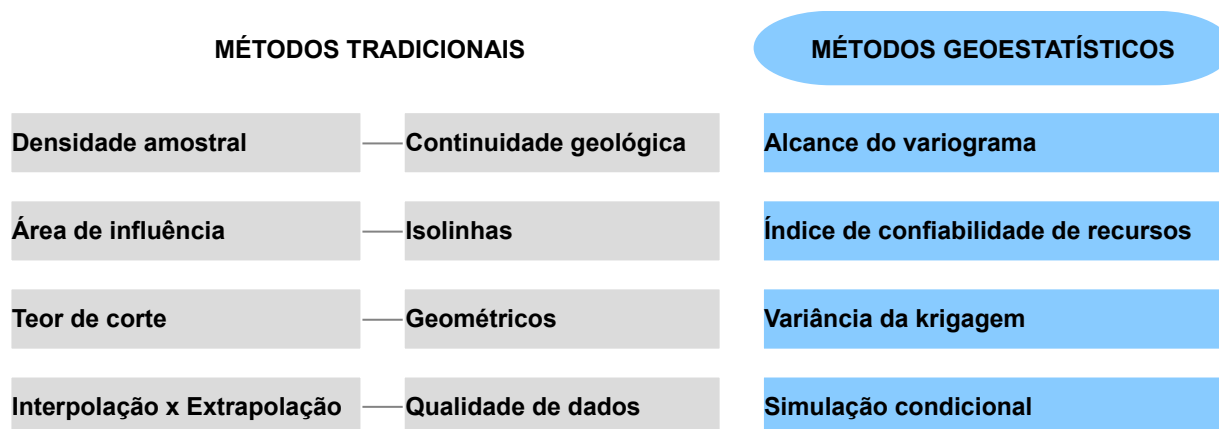 MÉTODOS TRADICIONAIS
MÉTODOS GEOESTATÍSTICOS
Densidade amostral
Continuidade geológica
Alcance do variograma
Área de influência
Isolinhas
Índice de confiabilidade de recursos
Teor de corte
Geométricos
Variância da krigagem
Interpolação x Extrapolação
Qualidade de dados
Simulação condicional